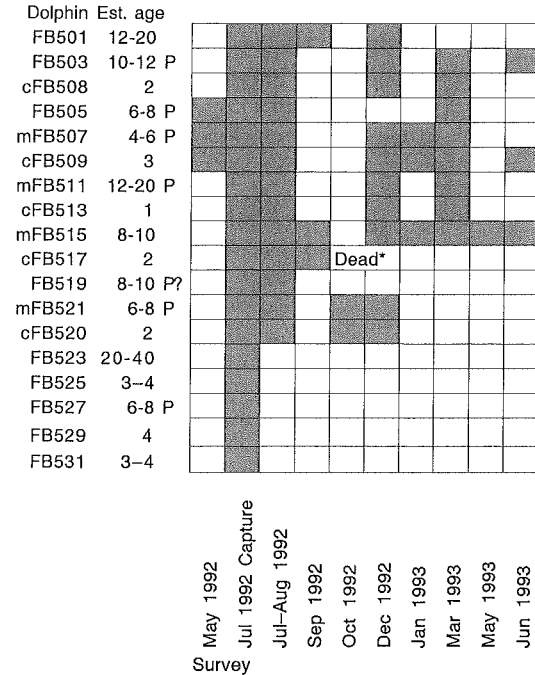 Dolphin Est. age
FB501 12-20
FB503 10-12 P
cFB508 2
FB505 6-8 P
mFB507 4-6 P
cFB509 3
mFB511 12-20 P
cFB513 1
mFB515 8-10
cFB517 2 Dead*
FB519 8-10 P?
mFB521 6-8 P
cFB520 2
FB523 20-40
FB525 3–4
FB527 6-8 P
FB529 4
FB531 3–4
May 1992
Jul 1992 Capture
Jul–Aug 1992
Sep 1992
Oct 1992
Dec 1992
Jan 1993
Mar 1993
May 1993
Jun 1993
Survey